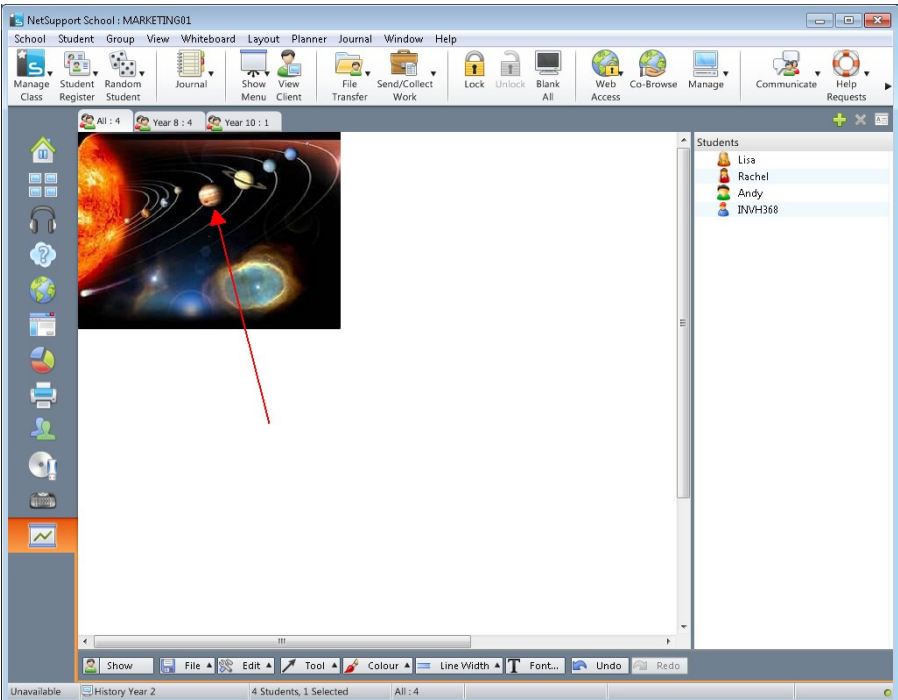 NetSupport School : MARKETING01
School Student Group View Whiteboard Layout Planner Journal Window Help
Manage Class
Student Register
Random Student
Journal
Show Menu
View Client
File Transfer
Send/Collect Work
Lock
Unlock
Blank All
Web Access
Co-Browse
Manage
Communicate
Help Requests
All : 4
Year 8 : 4
Year 10 : 1
Students
Lisa
Rachel
Andy
INVH368
Show File Edit Tool Colour Line Width Font... Undo Redo
Unavailable History Year 2 4 Students, 1 Selected All : 4